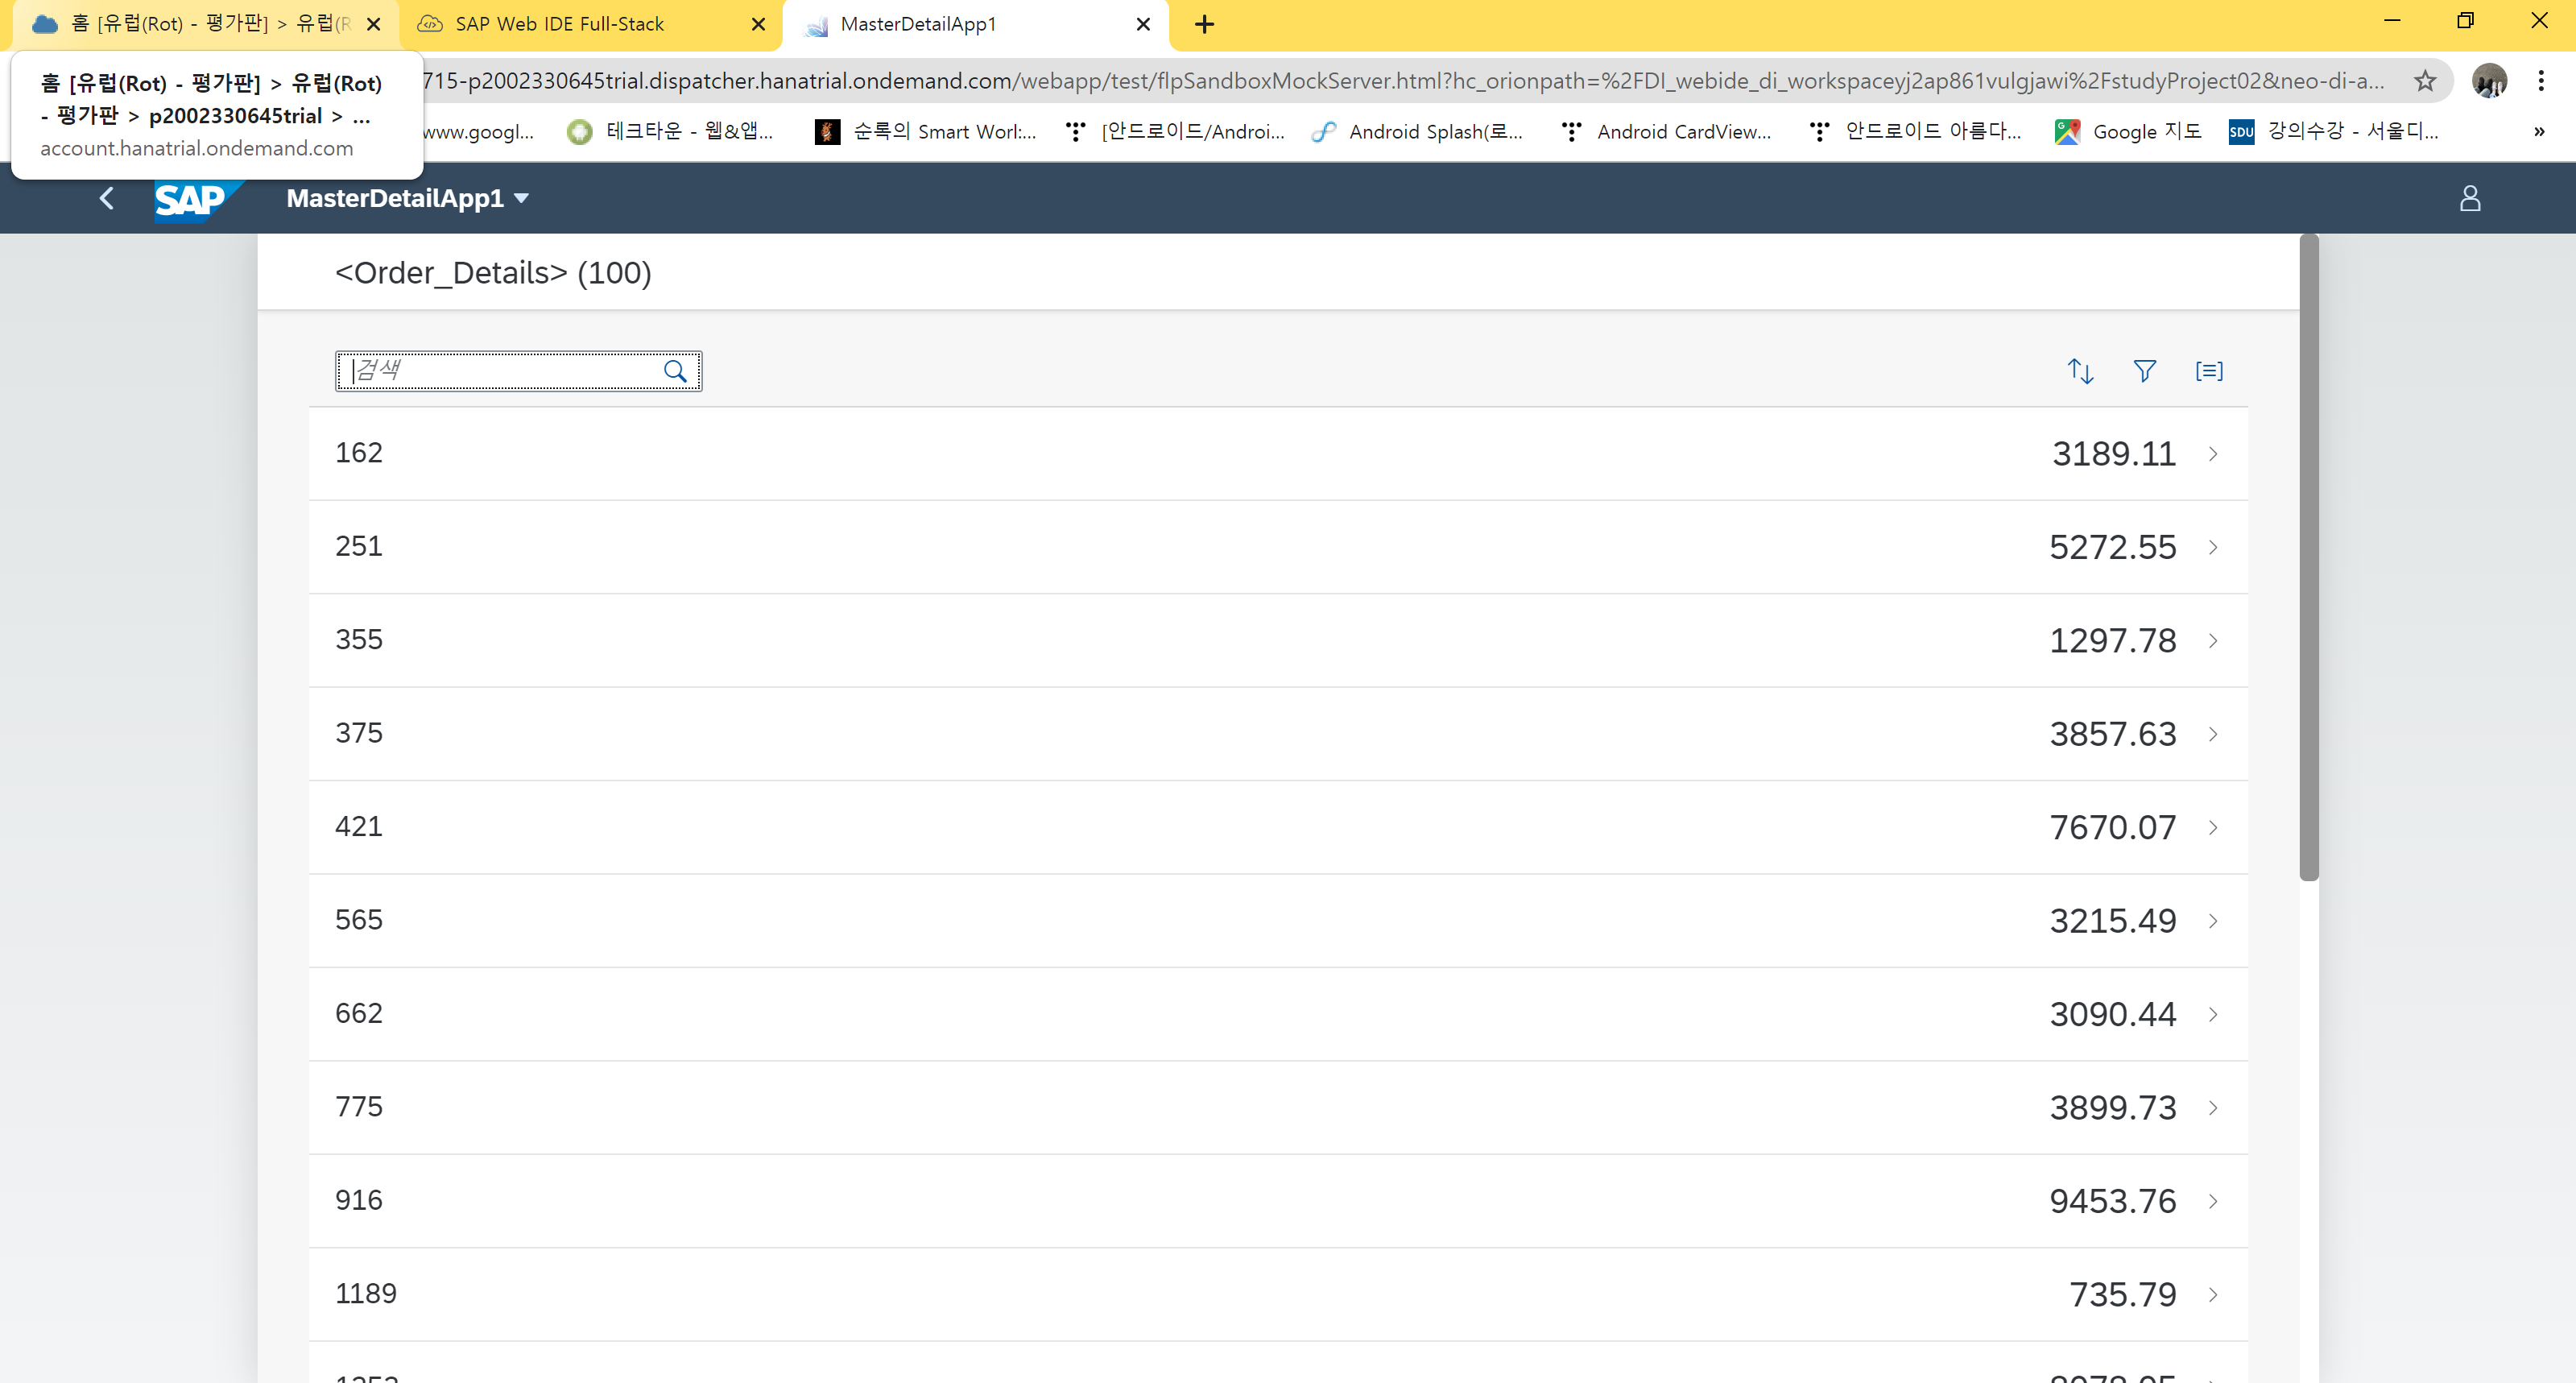 홈 [유럽(Rot) - 평가판] > 유럽(R
SAP Web IDE Full-Stack
MasterDetailApp1
홈 [유럽(Rot) - 평가판] > 유럽(Rot)
- 평가판 > p2002330645trial > ...
account.hanatrial.ondemand.com
715-p2002330645trial.dispatcher.hanatrial.ondemand.com/webapp/test/flpSandboxMockServer.html?hc_orionpath=%2FDI_webide_di_workspaceyj2ap861vulgjawi%2FstudyProject02&neo-di-a...
www.googl...
테크타운 - 웹&앱...
순록의 Smart Worl:...
[안드로이드/Androi...
Android Splash(로...
Android CardView...
안드로이드 아름다...
Google 지도
SDU
강의수강 - 서울디...
»
SAP
MasterDetailApp1
<Order_Details> (100)
검색
162 3189.11
251 5272.55
355 1297.78
375 3857.63
421 7670.07
565 3215.49
662 3090.44
775 3899.73
916 9453.76
1189 735.79